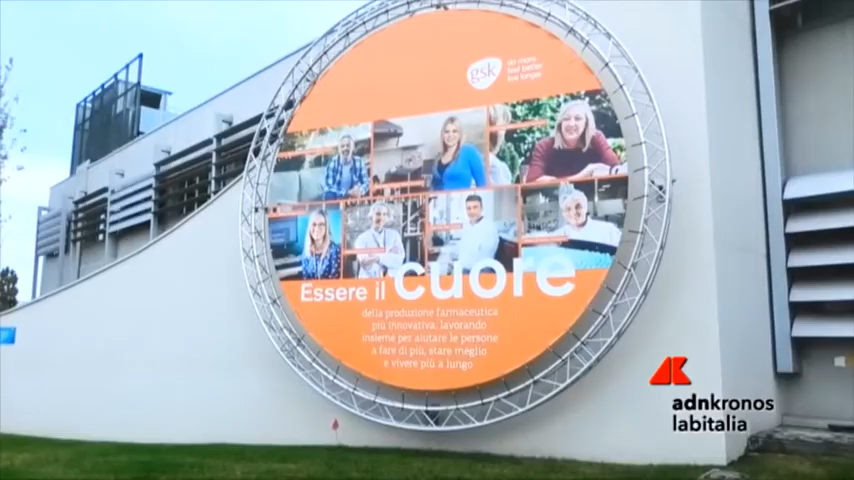 gsk
do more
feel better
live longer
Essere il cuore
della produzione farmaceutica
più innovativa, lavorando
insieme per aiutare le persone
a fare di più, stare meglio
e vivere più a lungo
adnkronos
labitalia